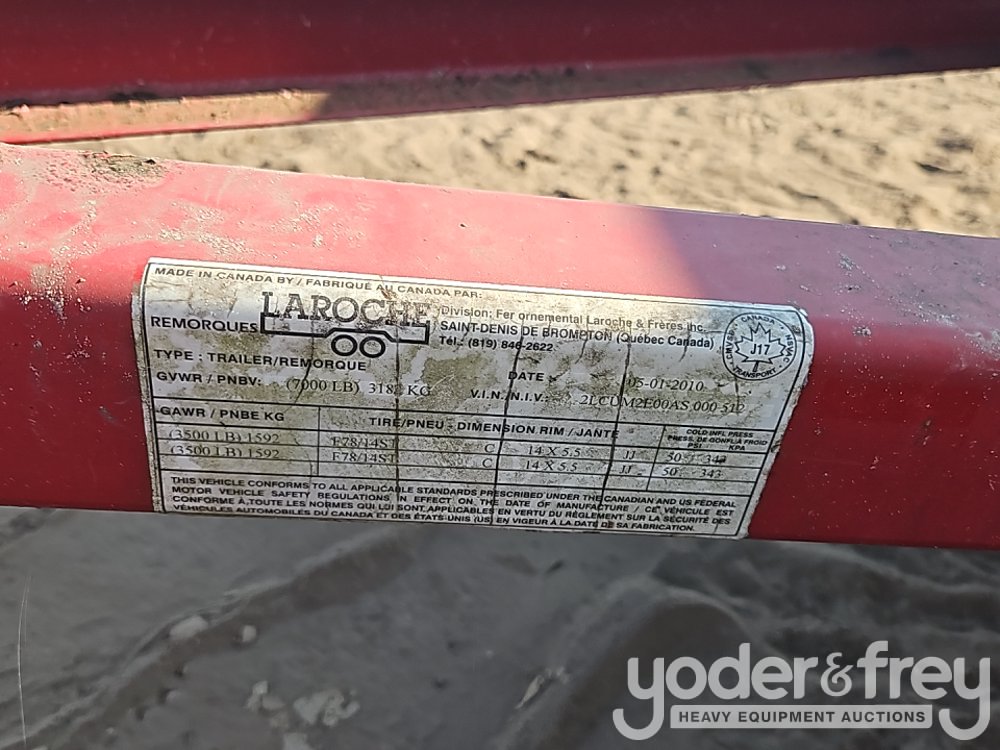 MADE IN CANADA BY / FABRIQUÉ AU CANADA PAR:
REMORQUES LAROCHE
Division: Fer ornemental Laroche & Frères Inc.
SAINT-DENIS DE BROMPTON (Québec Canada)
Tél.: (819) 846-2622
CANADA
TRANSPORT
J17
TYPE : TRAILER/REMORQUE
DATE : 05-01-2010
GVWR / PNBV: (7000 LB) 3182 KG
V.I.N./N.I.V.: 2LCUM2E00AS 000 512
GAWR / PNBE KG TIRE/PNEU - DIMENSION RIM / JANTE COLD INFL PRESS
PRESS. DE GONFLA FROID
PSI KPA
(3500 LB) 1592 F78/14ST C 14 X 5.5 JJ 50 343
(3500 LB) 1592 F78/14ST C 14 X 5.5 JJ 50 343
THIS VEHICLE CONFORMS TO ALL APPLICABLE STANDARDS PRESCRIBED UNDER THE CANADIAN AND US FEDERAL
MOTOR VEHICLE SAFETY REGULATIONS IN EFFECT ON THE DATE OF MANUFACTURE / CE VÉHICULE EST
CONFORME À TOUTE LES NORMES QUI LUI SONT APPLICABLES EN VERTU DU RÈGLEMENT SUR LA SÉCURITÉ DES
VÉHICULES AUTOMOBILES DU CANADA ET DES ÉTATS-UNIS (US) EN VIGEUR À LA DATE DE SA FABRICATION.
yoder&frey
HEAVY EQUIPMENT AUCTIONS